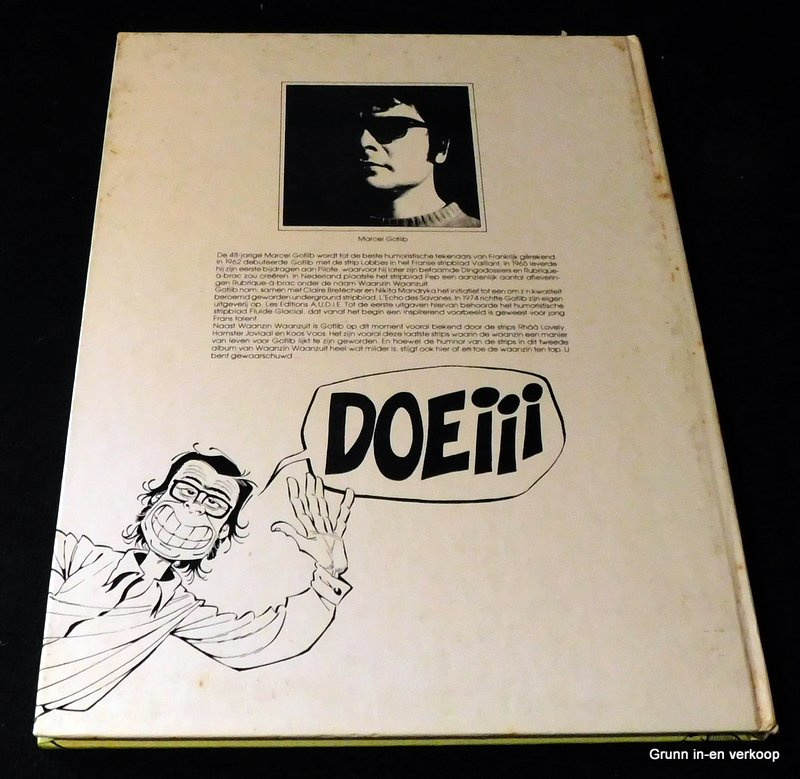 Marcel Gotlib
De 48-jarige Marcel Gotlib wordt tot de beste humoristische tekenaars van Frankrijk gerekend.
In 1962 debuteerde Gotlib met de strip Lobbes in het Franse stripblad Vaillant. In 1965 leverde
hij zijn eerste bijdragen aan Pilote, waarvoor hij later zijn befaamde Dingodossiers en Rubrique-
à-brac zou creëren. In Nederland plaatste het stripblad Pep een aanzienlijk aantal afleverin-
gen Rubrique-à-brac onder de naam Waanzin Waanzuit.
Gotlib nam, samen met Claire Bretécher en Nikita Mandryka het initiatief tot een om z'n kwaliteit
beroemd geworden underground stripblad, L'Echo des Savanes. In 1974 richtte Gotlib zijn eigen
uitgeverij op, Les Editions A.U.D.I.E. Tot de eerste uitgaven hiervan behoorde het humoristische
stripblad Fluide Glacial, dat vanaf het begin een inspirerend voorbeeld is geweest voor jong
Frans talent.
Naast Waanzin Waanzuit is Gotlib op dit moment vooral bekend door de strips Rhââ Lovely,
Hamster Joviaal en Kaos Vaos. Het zijn vooral deze laatste strips waarin de waanzin een manier
van leven voor Gotlib lijkt te zijn geworden. En hoewel de humor van de strips in dit tweede
album van Waanzin Waanzuit heel wat milder is, stijgt ook hier af en toe de waanzin ten top. U
bent gewaarschuwd...
DOEiii
Grunn in-en verkoop